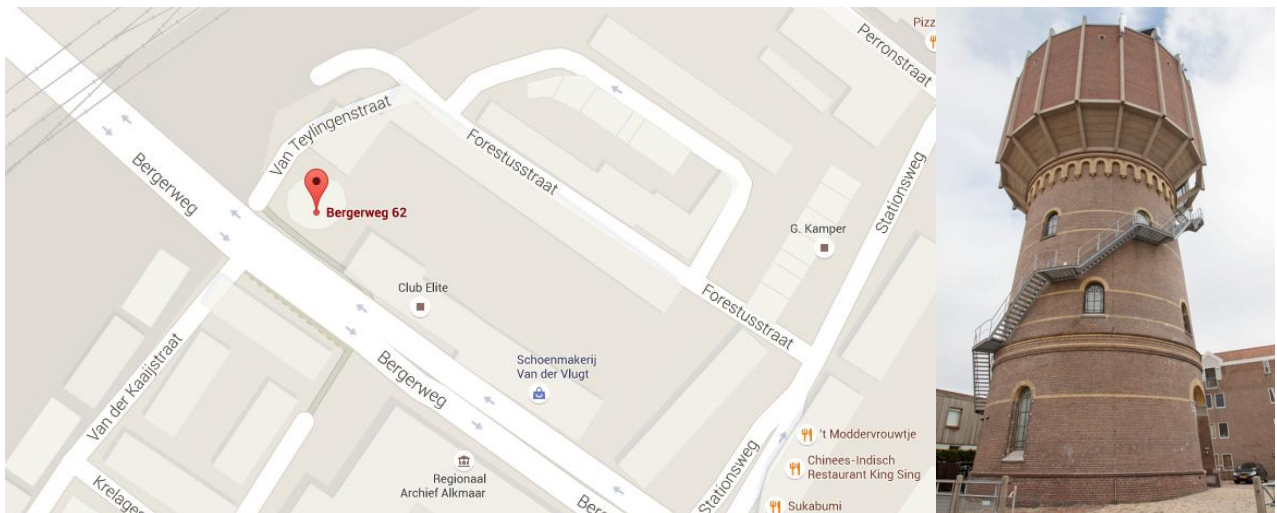 Pizz
Perronstraat
Van Teylingenstraat
Forestusstraat
Bergerweg
Bergerweg 62
Stationsweg
G. Kamper
Club Elite
Forestusstraat
Bergerweg
Schoenmakerij
Van der Vlugt
Van der Kaaijstraat
't Moddervrouwtje
Regionaal
Archief Alkmaar
Chinees-Indisch
Restaurant King Sing
Stationsweg
Krelager
Ber
Sukabumi